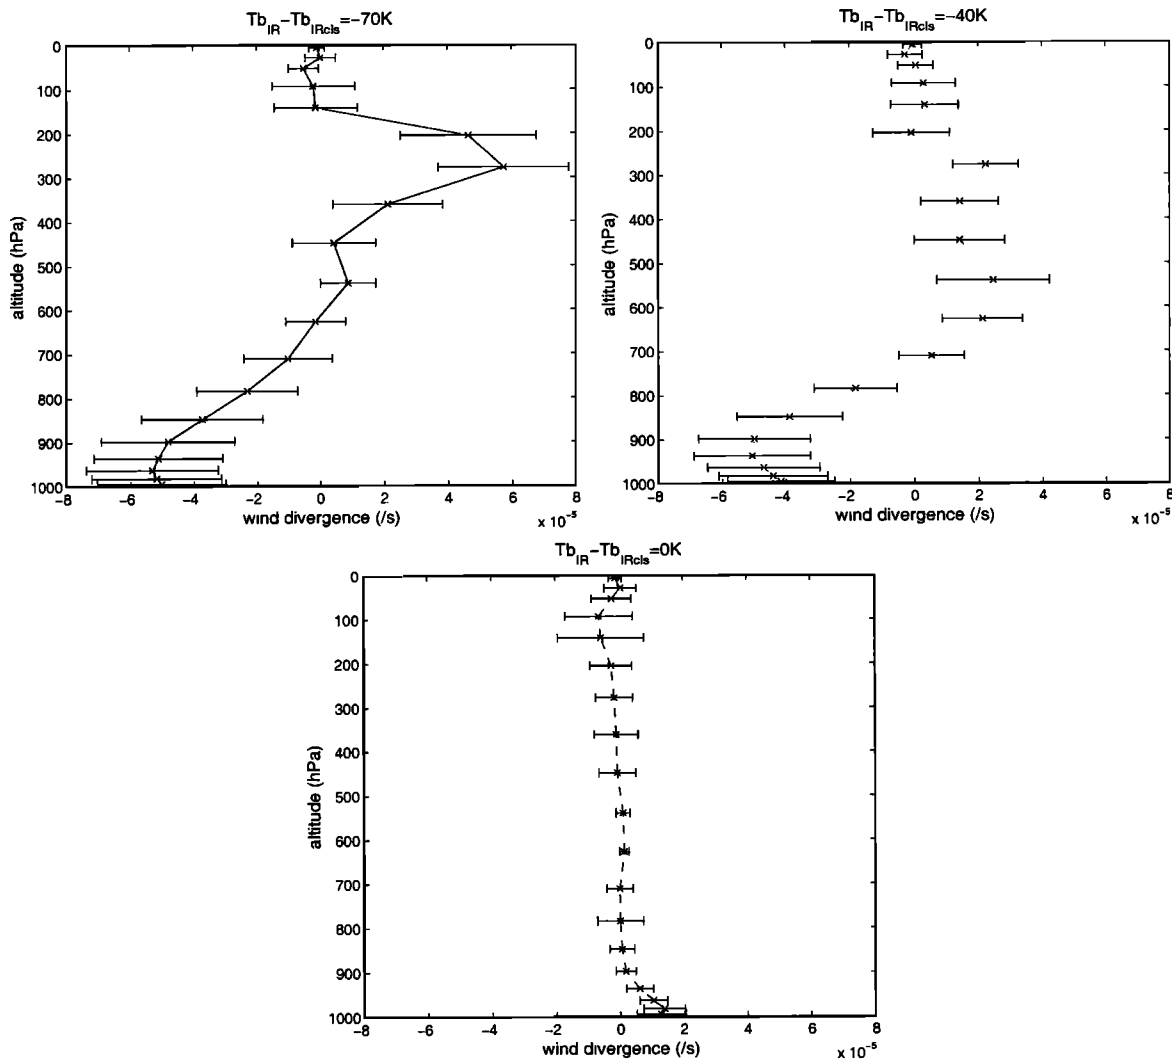 Tb_IR−Tb_IRcls=−70K
0
100
200
300
400
500
600
700
800
900
1000
altitude (hPa)
−8 −6 −4 −2 0 2 4 6 8
wind divergence (/s)
x 10^-5
Tb_IR−Tb_IRcls=−40K
0
100
200
300
400
500
600
700
800
900
1000
altitude (hPa)
−8 −6 −4 −2 0 2 4 6 8
wind divergence (/s)
x 10^-5
Tb_IR−Tb_IRcls=0K
0
100
200
300
400
500
600
700
800
900
1000
altitude (hPa)
−8 −6 −4 −2 0 2 4 6 8
wind divergence (/s)
x 10^-5